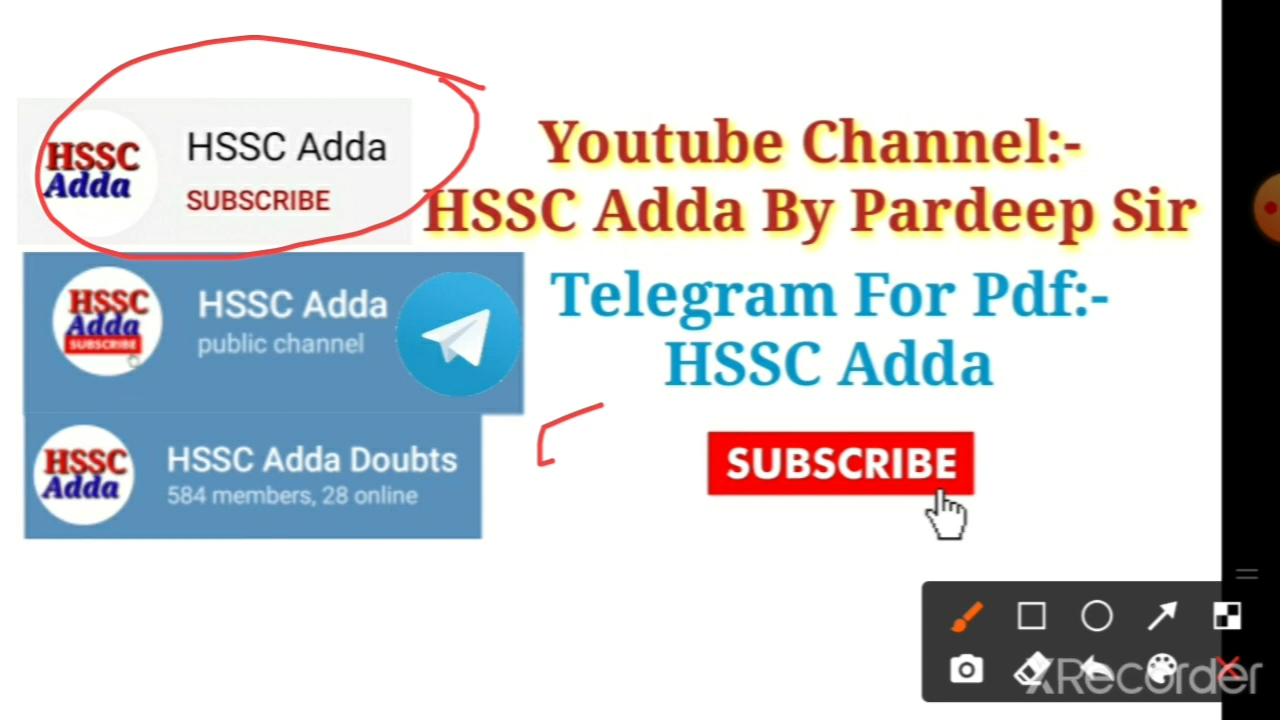 HSSC
Adda
HSSC Adda
SUBSCRIBE
Youtube Channel:-
HSSC Adda By Pardeep Sir
HSSC
Adda
SUBSCRIBE
HSSC Adda
public channel
Telegram For Pdf:-
HSSC Adda
HSSC
Adda
HSSC Adda Doubts
584 members, 28 online
SUBSCRIBE
XRecorder